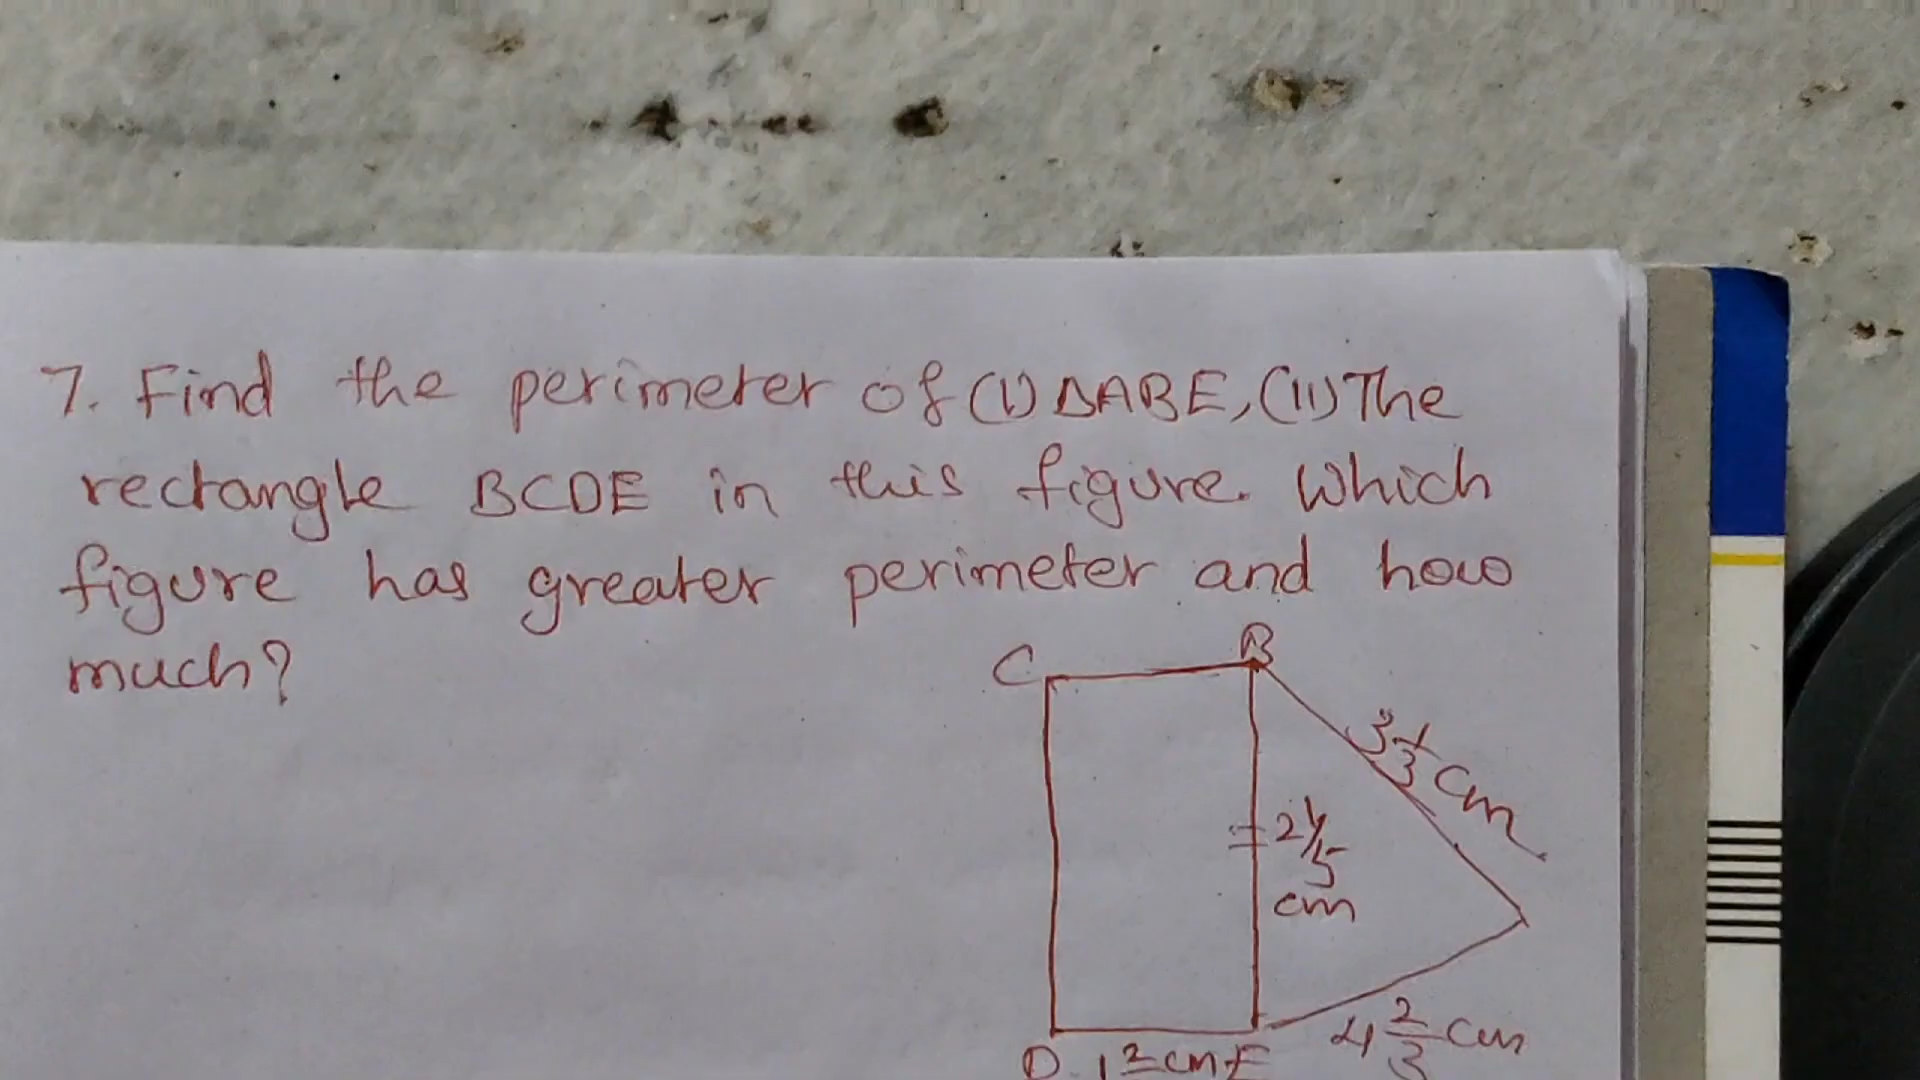 7. Find the perimeter of (i) ΔABE, (ii) The
rectangle BCDE in this figure. Which
figure has greater perimeter and how
much?
C B
3 1/3 cm
2 1/5
cm
4 2/3 cm
D cm E